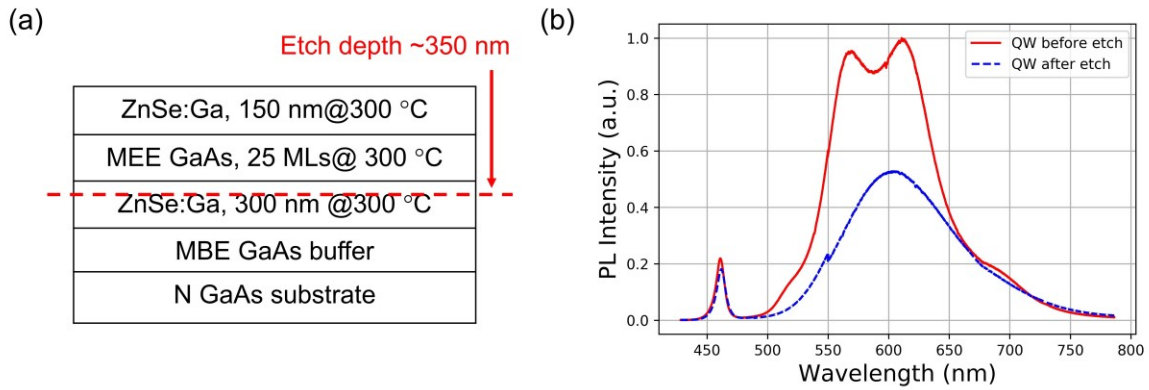 (a)
Etch depth ~350 nm
ZnSe:Ga, 150 nm@300 °C
MEE GaAs, 25 MLs@ 300 °C
ZnSe:Ga, 300 nm @300 °C
MBE GaAs buffer
N GaAs substrate
(b)
PL Intensity (a.u.)
1.0
0.8
0.6
0.4
0.2
0.0
QW before etch
QW after etch
450 500 550 600 650 700 750 800
Wavelength (nm)